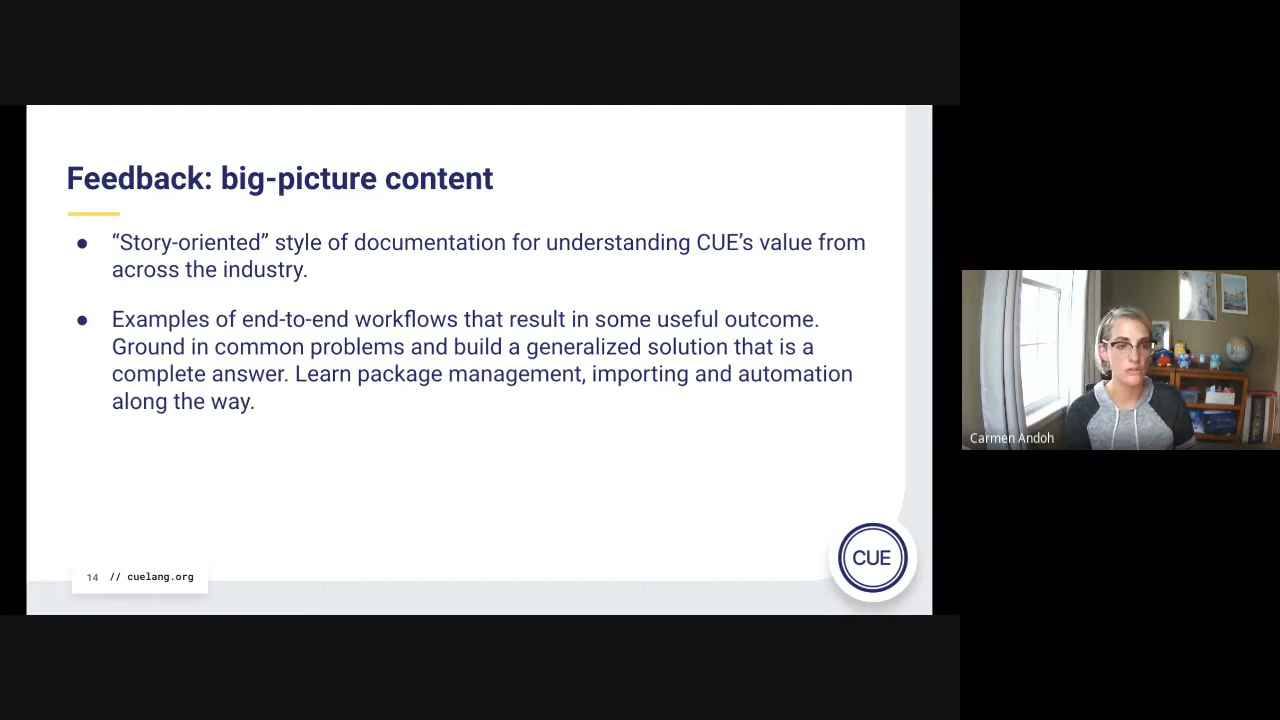 Feedback: big-picture content
● “Story-oriented” style of documentation for understanding CUE’s value from
across the industry.
● Examples of end-to-end workflows that result in some useful outcome.
Ground in common problems and build a generalized solution that is a
complete answer. Learn package management, importing and automation
along the way.
14 // cuelang.org
CUE
Carmen Andoh